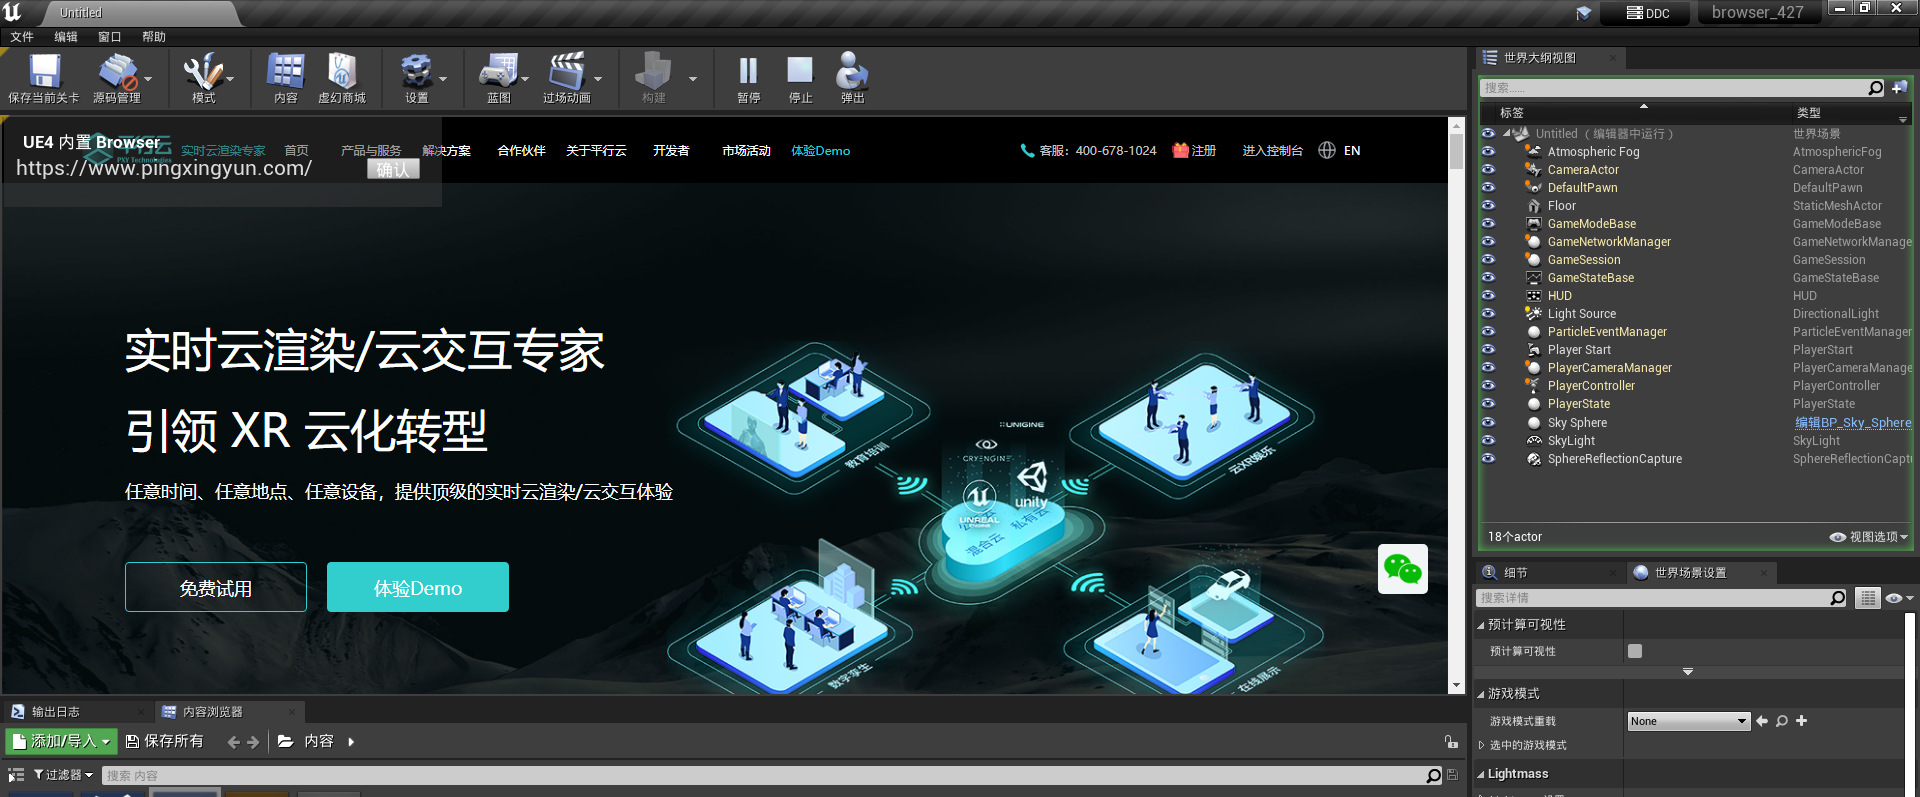 Untitled
DDC
browser_427
文件 编辑 窗口 帮助
保存当前关卡 源码管理 模式 内容 虚幻商城 设置 蓝图 过场动画 构建 暂停 停止 弹出
UE4 内置 Browser
https://www.pingxingyun.com/
确认
平行云
PXY Technologies
实时云渲染专家 首页 产品与服务 解决方案 合作伙伴 关于平行云 开发者 市场活动 体验Demo 客服：400-678-1024 注册 进入控制台 EN
实时云渲染/云交互专家
引领 XR 云化转型
任意时间、任意地点、任意设备，提供顶级的实时云渲染/云交互体验
免费试用 体验Demo
教育培训
云XR娱乐
UNIGINE
CRYENGINE
unity
UNREAL
ENGINE
公有云
私有云
混合云
数字孪生
在线展示
世界大纲视图
搜索......
标签 类型
Untitled（编辑器中运行） 世界场景
Atmospheric Fog AtmosphericFog
CameraActor CameraActor
DefaultPawn DefaultPawn
Floor StaticMeshActor
GameModeBase GameModeBase
GameNetworkManager GameNetworkManage
GameSession GameSession
GameStateBase GameStateBase
HUD HUD
Light Source DirectionalLight
ParticleEventManager ParticleEventManager
Player Start PlayerStart
PlayerCameraManager PlayerCameraManage
PlayerController PlayerController
PlayerState PlayerState
Sky Sphere 编辑BP_Sky_Sphere
SkyLight SkyLight
SphereReflectionCapture SphereReflectionCapt
18个actor 视图选项
细节 世界场景设置
搜索详情
预计算可视性
预计算可视性
游戏模式
游戏模式重载 None
选中的游戏模式
Lightmass
输出日志 内容浏览器
添加/导入 保存所有 内容
过滤器 搜索 内容